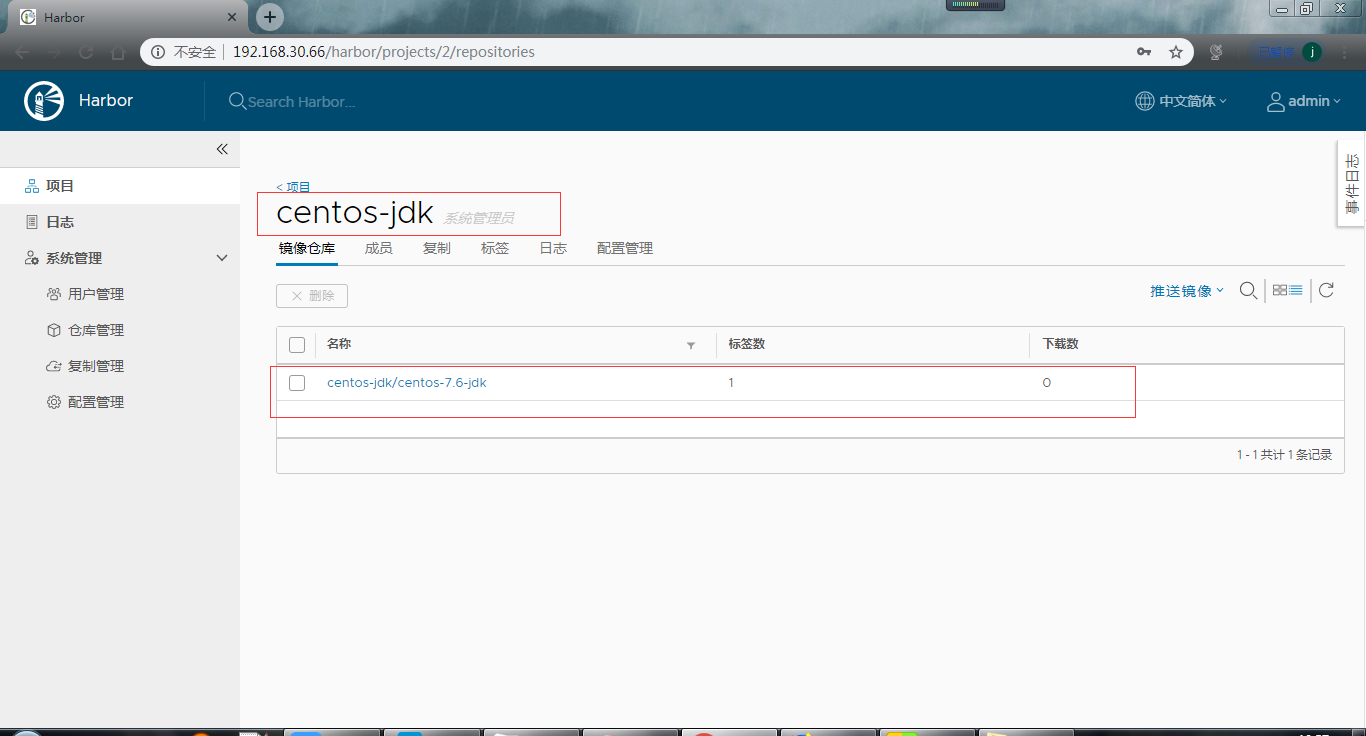 Harbor
不安全 192.168.30.66/harbor/projects/2/repositories
j
Harbor
Search Harbor...
中文简体
admin
事件日志
项目
日志
系统管理
用户管理
仓库管理
复制管理
配置管理
< 项目
centos-jdk 系统管理员
镜像仓库 成员 复制 标签 日志 配置管理
删除
推送镜像
名称 标签数 下载数
centos-jdk/centos-7.6-jdk 1 0
1 - 1 共计 1 条记录